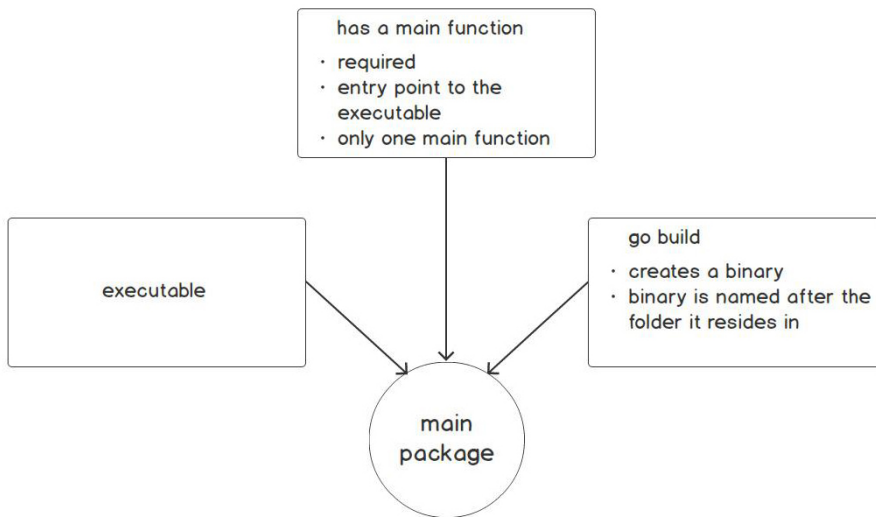 has a main function
· required
· entry point to the
executable
· only one main function
executable
go build
· creates a binary
· binary is named after the
folder it resides in
main
package